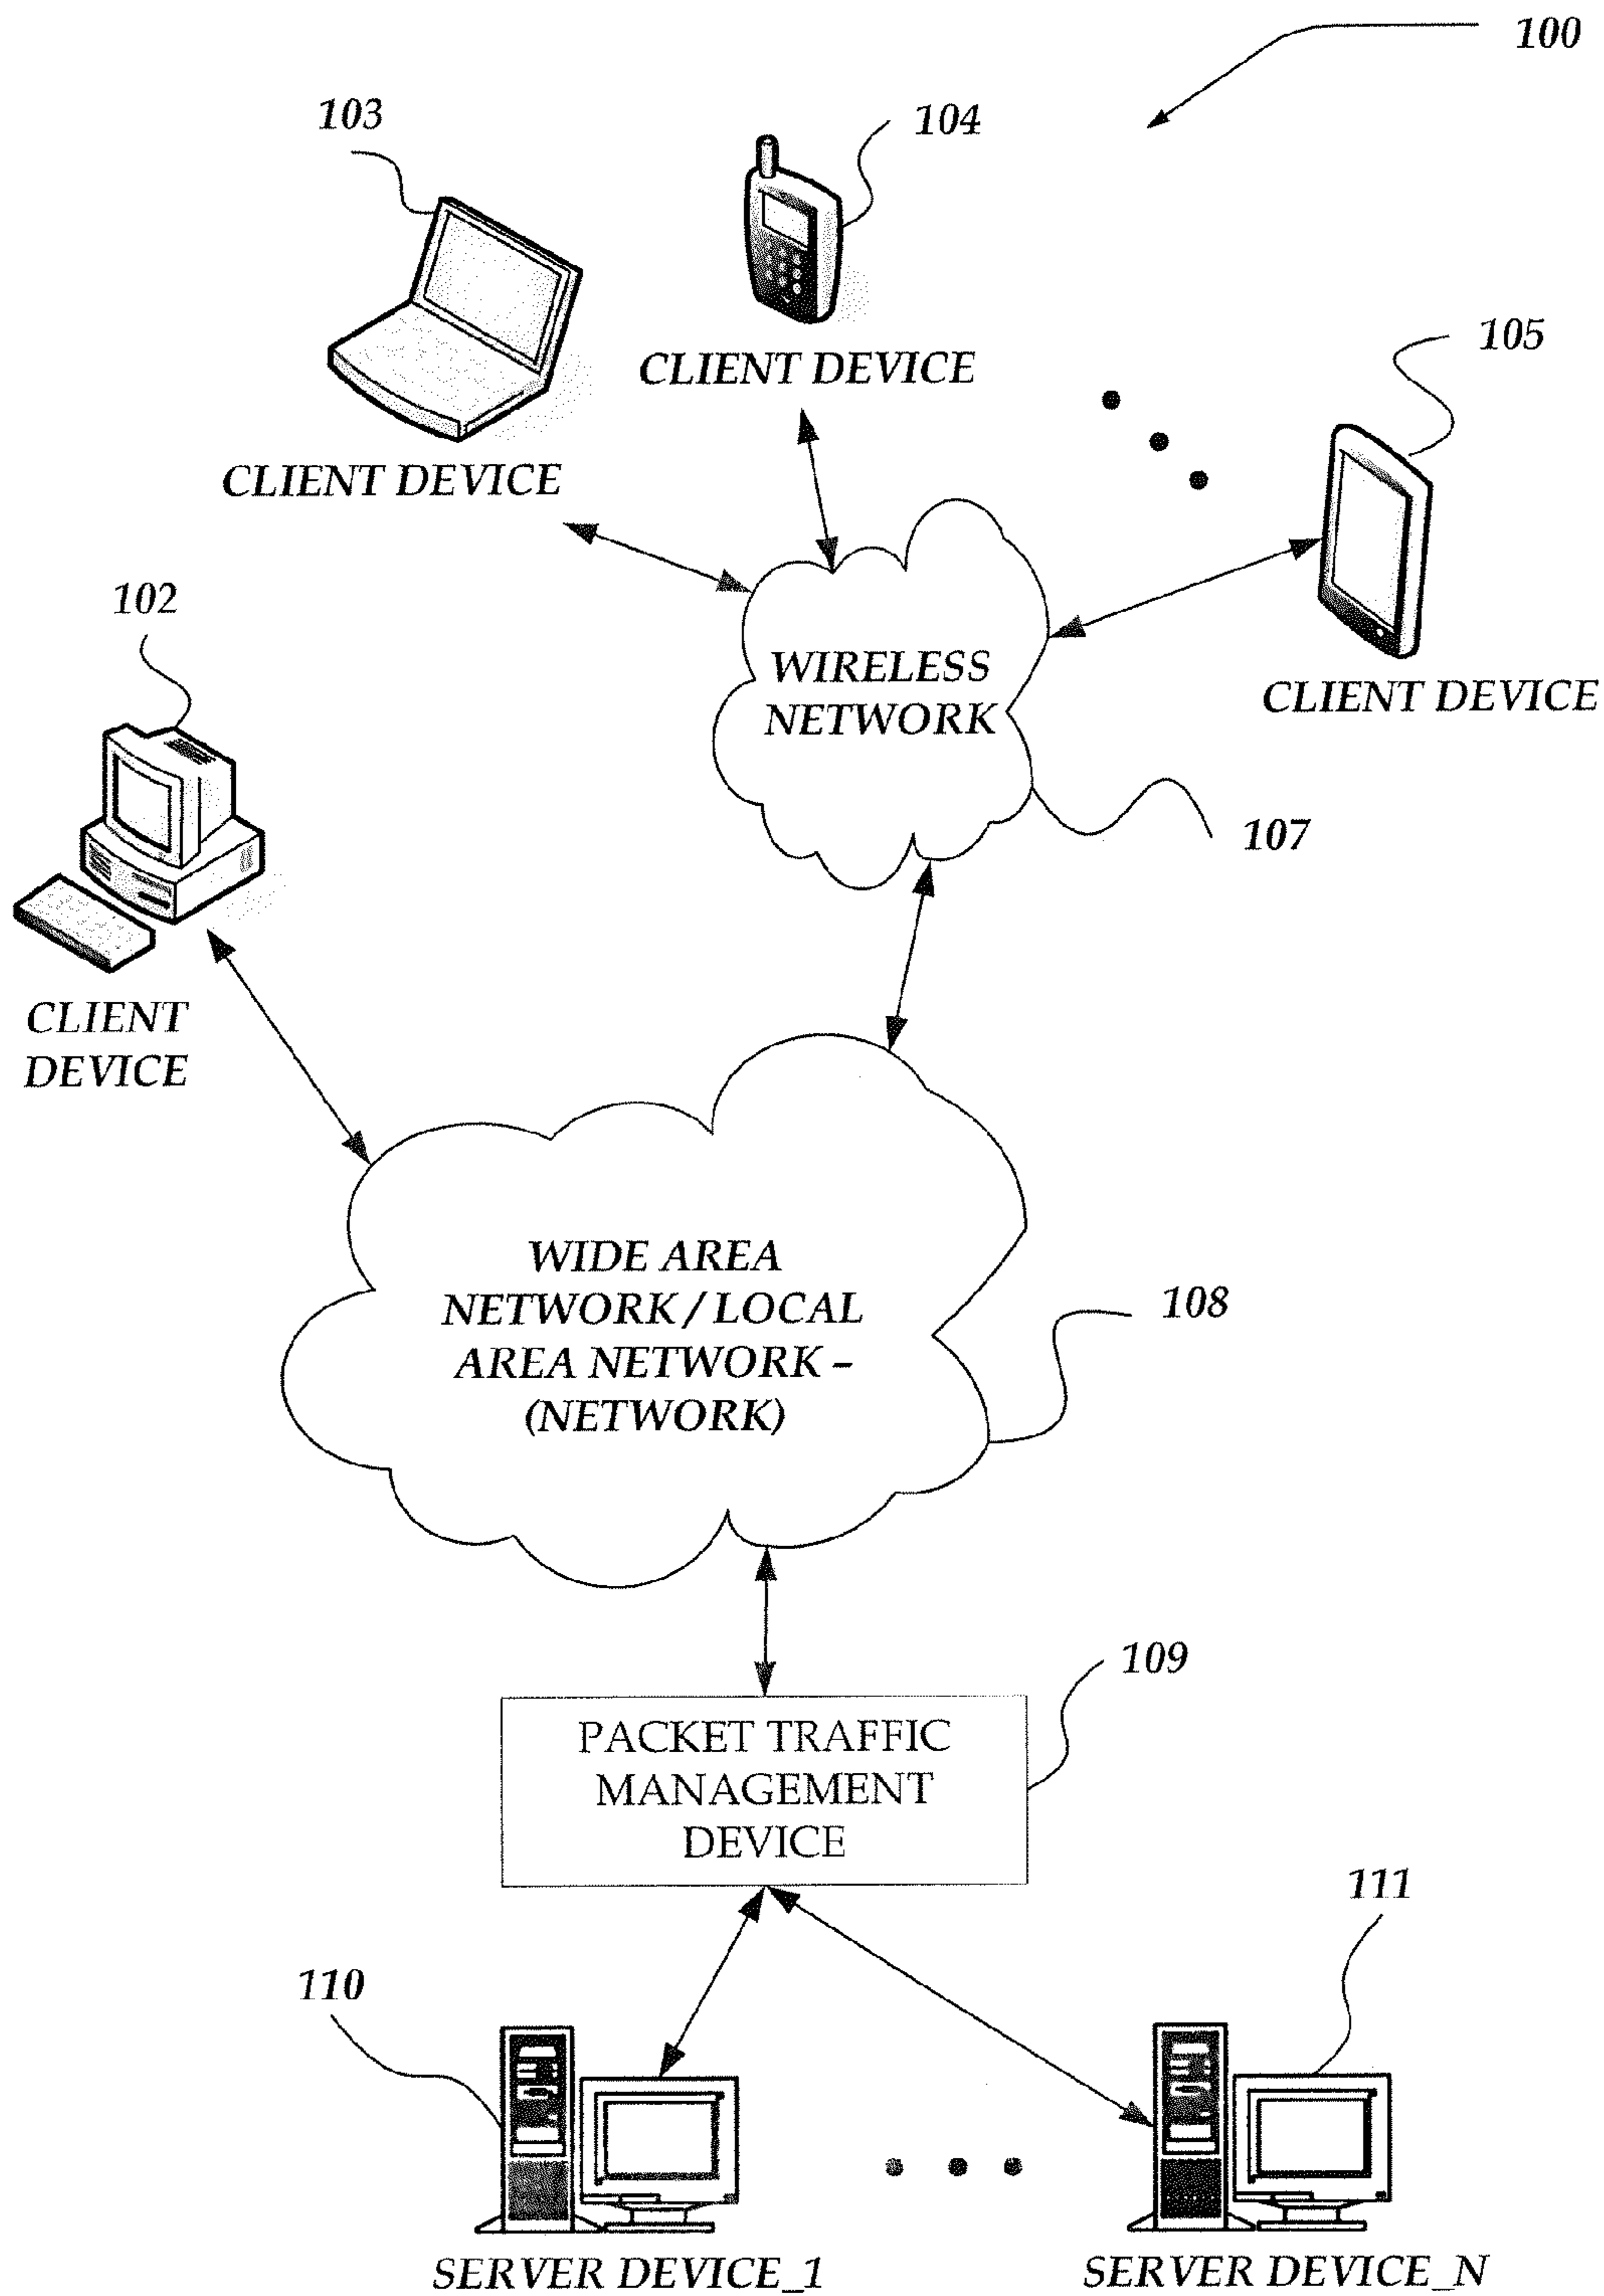 100
103
104
CLIENT DEVICE
105
CLIENT DEVICE
102
WIRELESS
NETWORK
CLIENT DEVICE
107
CLIENT
DEVICE
WIDE AREA
NETWORK / LOCAL
AREA NETWORK –
(NETWORK)
108
109
PACKET TRAFFIC
MANAGEMENT
DEVICE
111
110
SERVER DEVICE_1
SERVER DEVICE_N